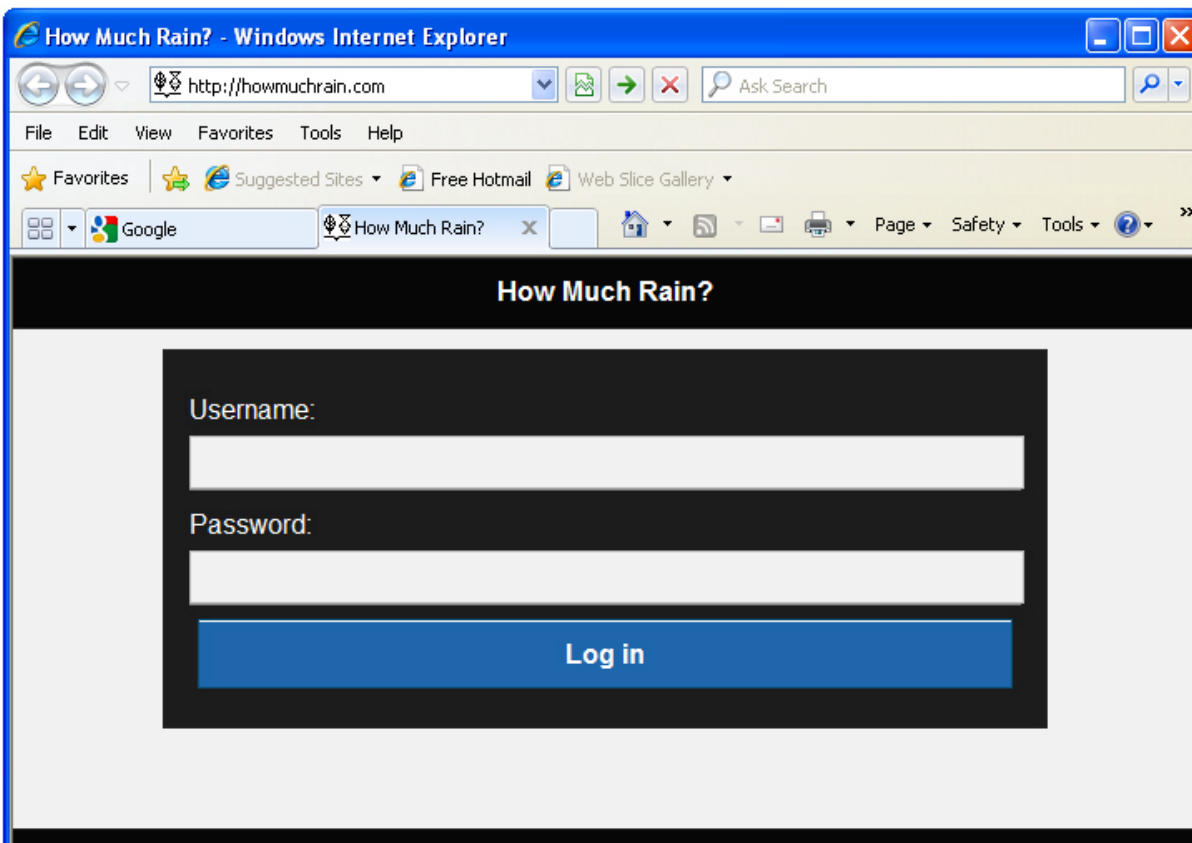 How Much Rain? - Windows Internet Explorer
http://howmuchrain.com Ask Search
File Edit View Favorites Tools Help
Favorites Suggested Sites Free Hotmail Web Slice Gallery
Google How Much Rain? x Page Safety Tools »
How Much Rain?
Username:
Password:
Log in